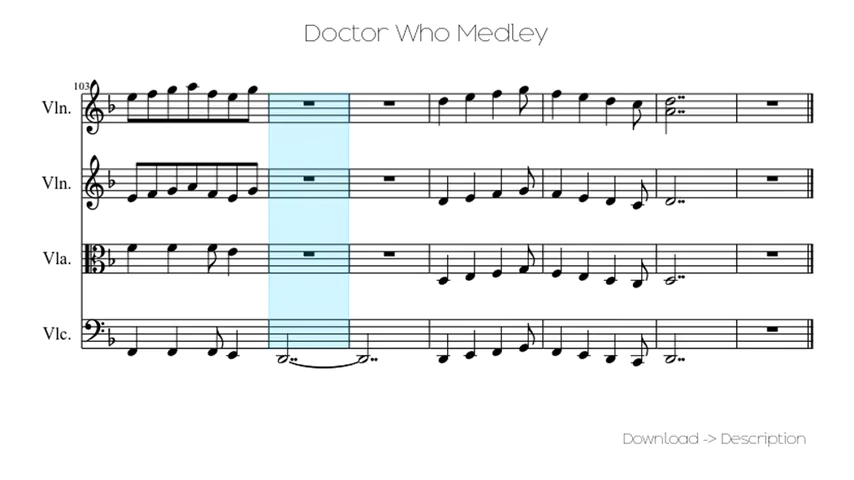 Doctor Who Medley
103
Vln.
Vln.
Vla.
Vlc.
Download -> Description